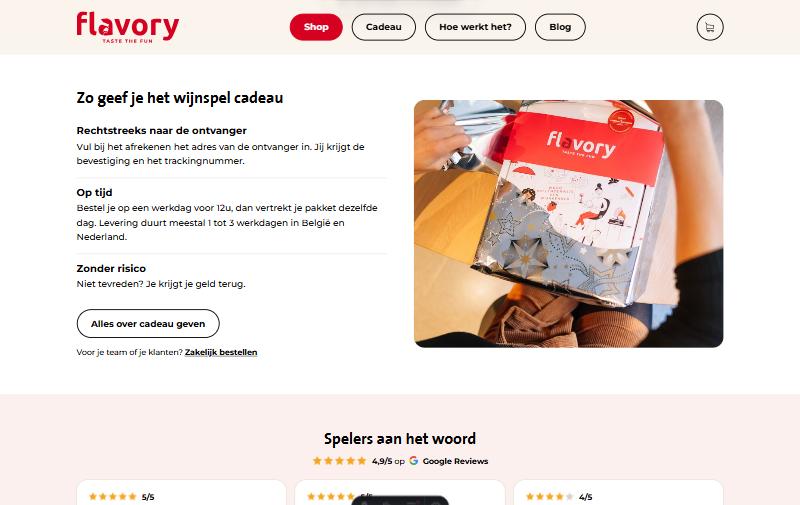 flavory
TASTE THE FUN
Shop
Cadeau
Hoe werkt het?
Blog
Zo geef je het wijnspel cadeau
Rechtstreeks naar de ontvanger
Vul bij het afrekenen het adres van de ontvanger in. Jij krijgt de
bevestiging en het trackingnummer.
Op tijd
Bestel je op een werkdag voor 12u, dan vertrekt je pakket dezelfde
dag. Levering duurt meestal 1 tot 3 werkdagen in België en
Nederland.
Zonder risico
Niet tevreden? Je krijgt je geld terug.
Alles over cadeau geven
Voor je team of je klanten? Zakelijk bestellen
flavory
TASTE THE FUN
Spelers aan het woord
4,9/5 op Google Reviews
5/5
4/5